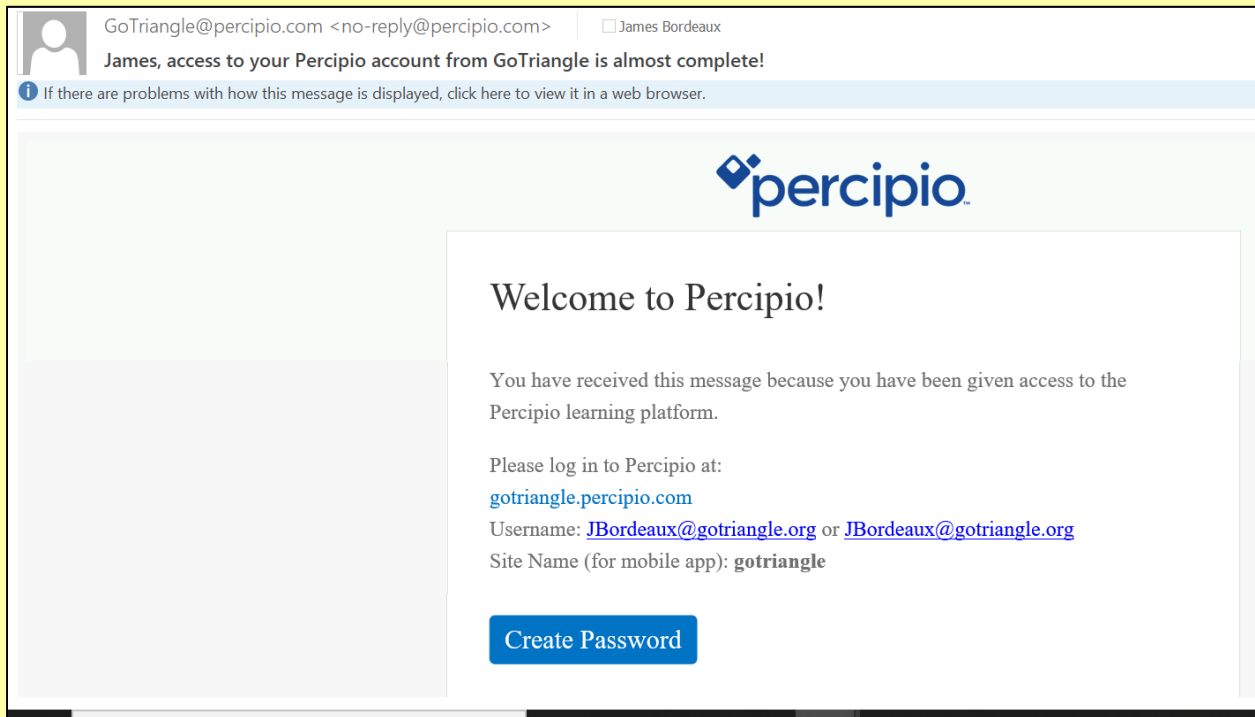 GoTriangle@percipio.com <no-reply@percipio.com> James Bordeaux
James, access to your Percipio account from GoTriangle is almost complete!
If there are problems with how this message is displayed, click here to view it in a web browser.
percipio™
Welcome to Percipio!
You have received this message because you have been given access to the
Percipio learning platform.
Please log in to Percipio at:
gotriangle.percipio.com
Username: JBordeaux@gotriangle.org or JBordeaux@gotriangle.org
Site Name (for mobile app): gotriangle
Create Password